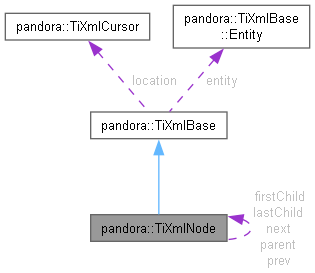 pandora::TiXmlCursor
pandora::TiXmlBase
::Entity
location
entity
pandora::TiXmlBase
pandora::TiXmlNode
firstChild
lastChild
next
parent
prev